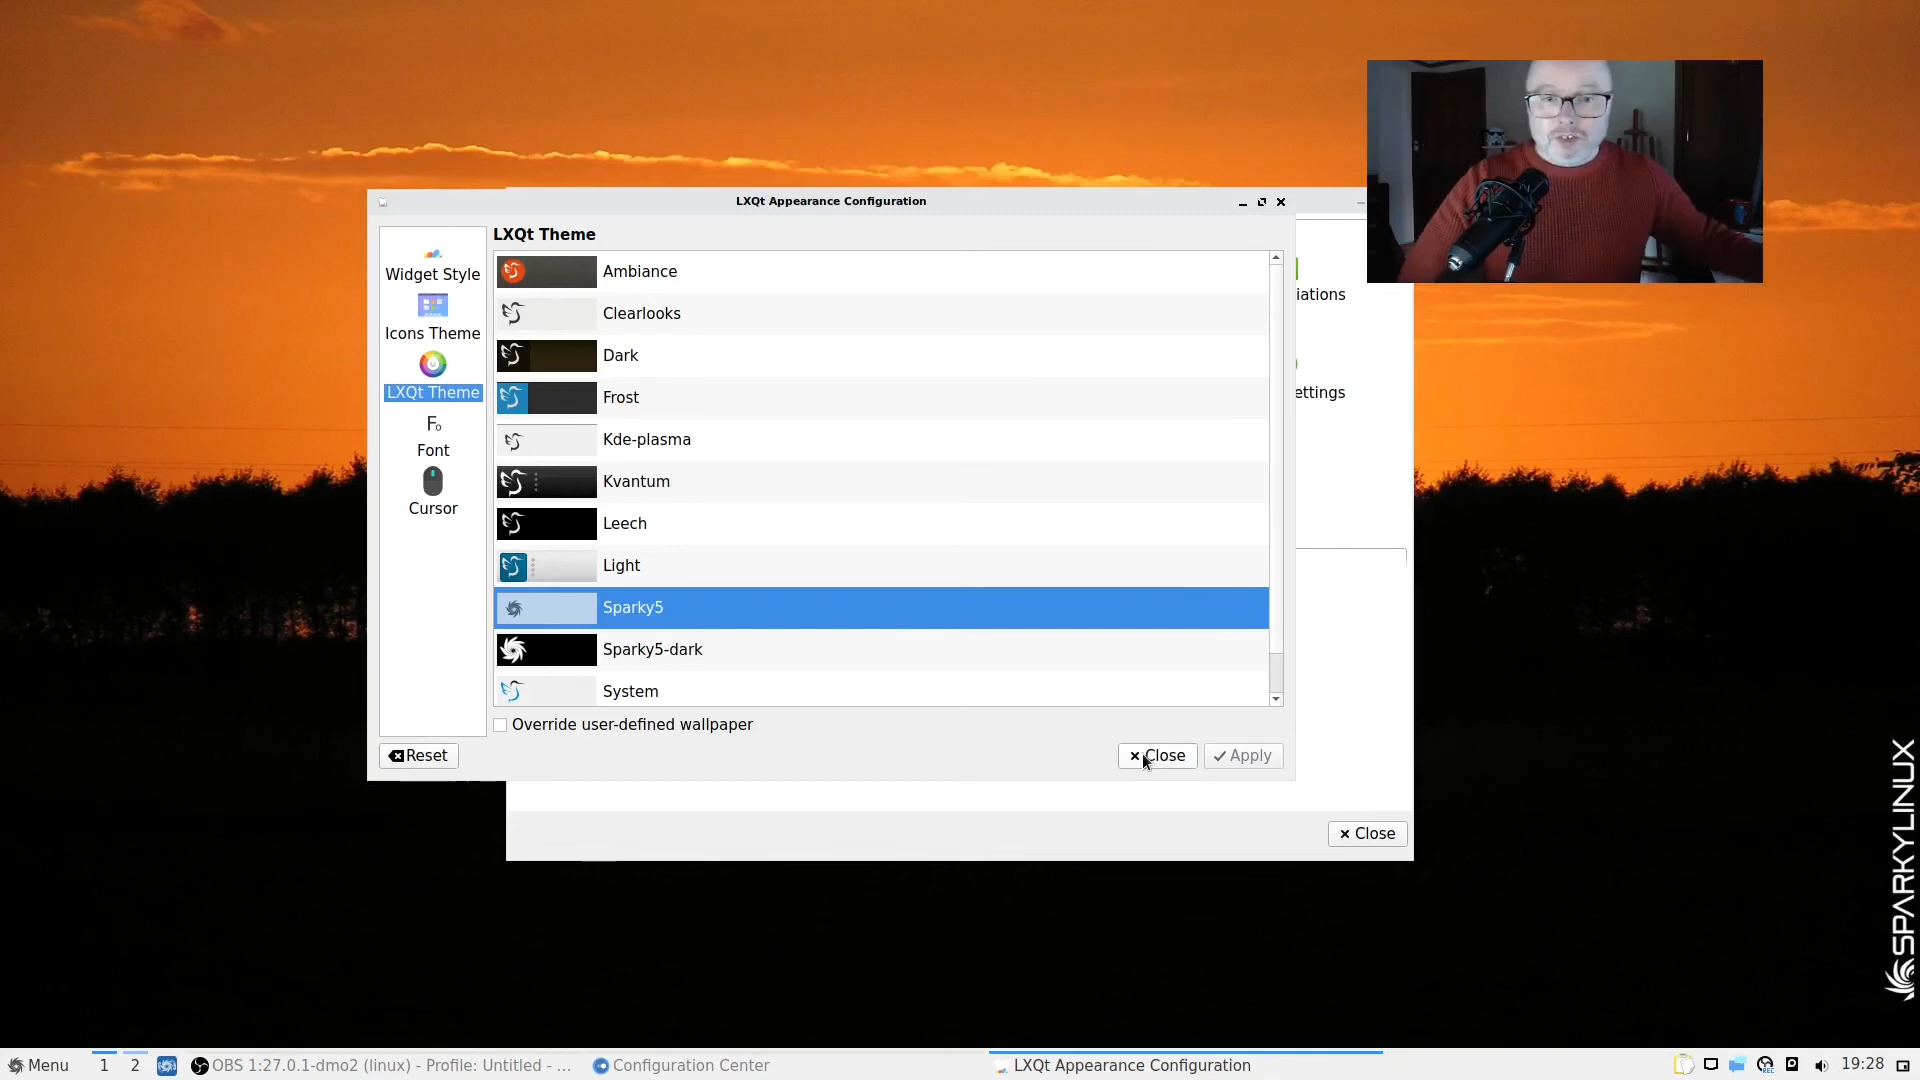 LXQt Appearance Configuration
LXQt Theme
Widget Style
Icons Theme
LXQt Theme
Font
Cursor
Ambiance
Clearlooks
Dark
Frost
Kde-plasma
Kvantum
Leech
Light
Sparky5
Sparky5-dark
System
Override user-defined wallpaper
Reset
Close
Apply
iations
ettings
Close
SPARKYLINUX
Menu
1
2
OBS 1:27.0.1-dmo2 (linux) - Profile: Untitled - ...
Configuration Center
LXQt Appearance Configuration
REC
19:28